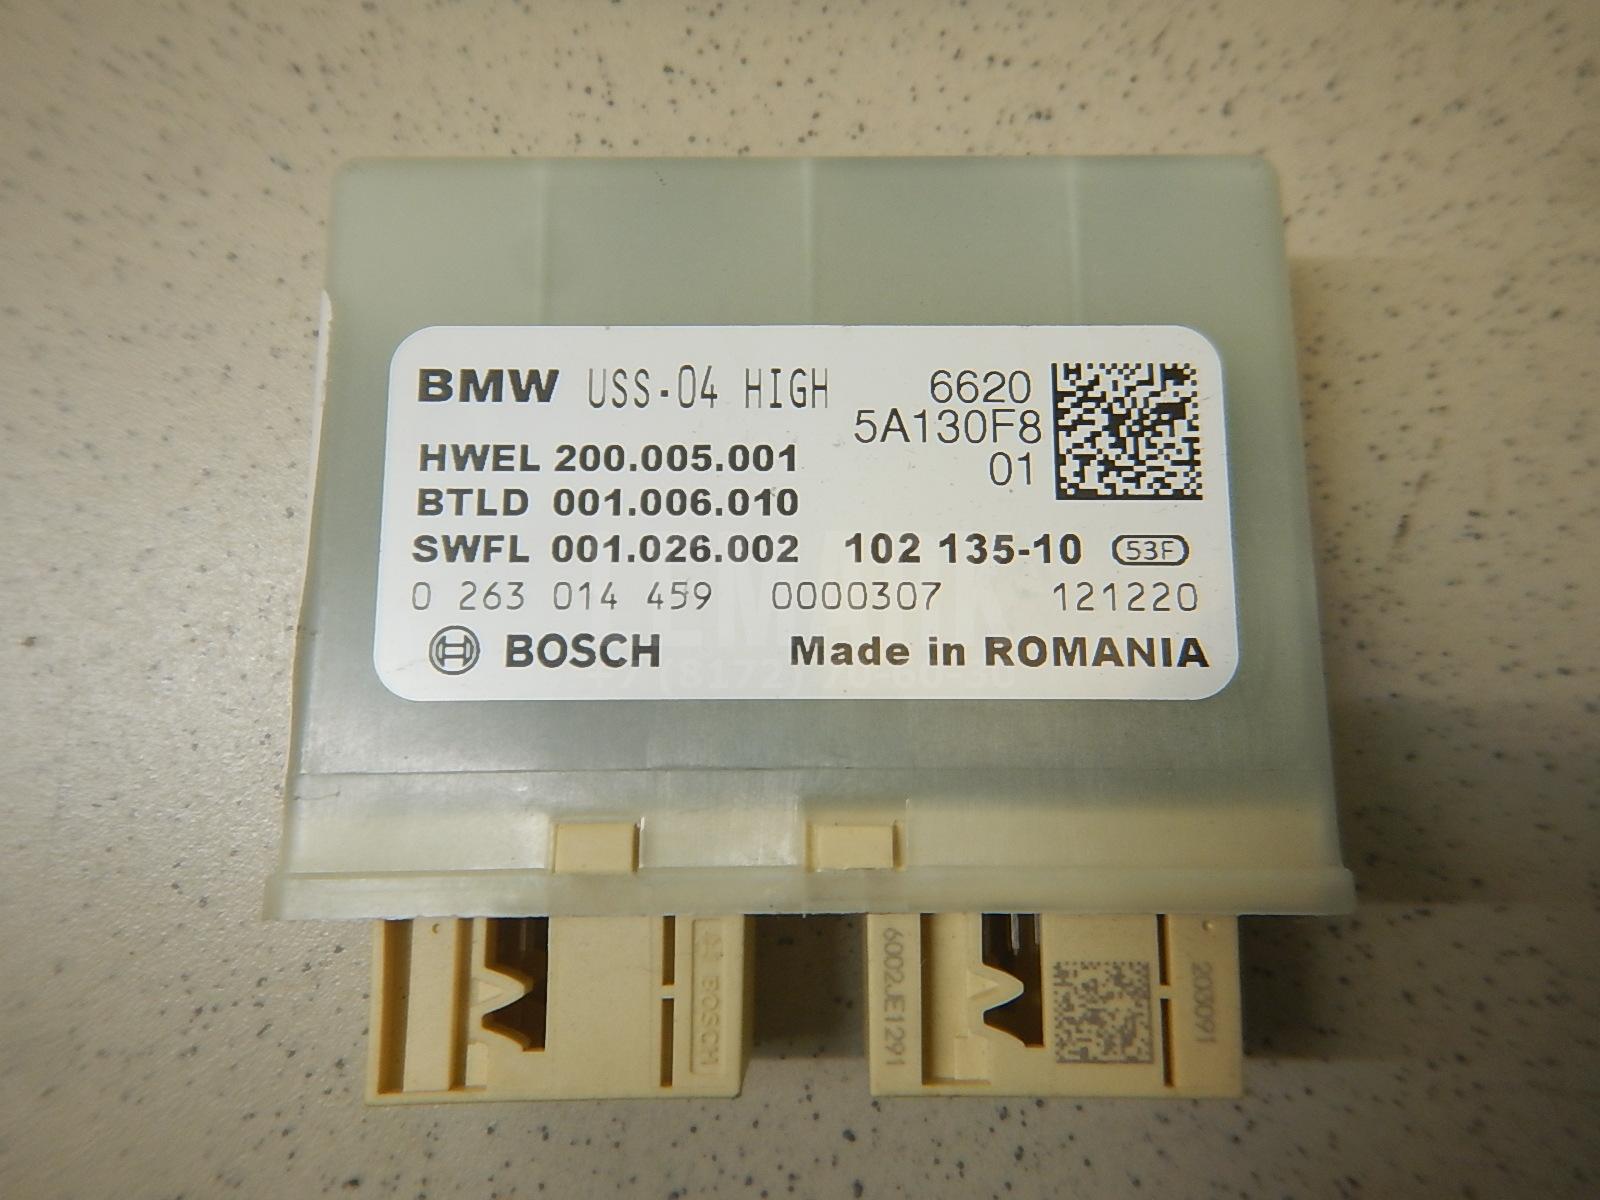 BMW USS-04 HIGH 6620
5A130F8
01
HWEL 200.005.001
BTLD 001.006.010
SWFL 001.026.002 102 135-10 53F
0 263 014 459 0000307 121220
BOSCH Made in ROMANIA
BOSCH
6002JE1291
203091